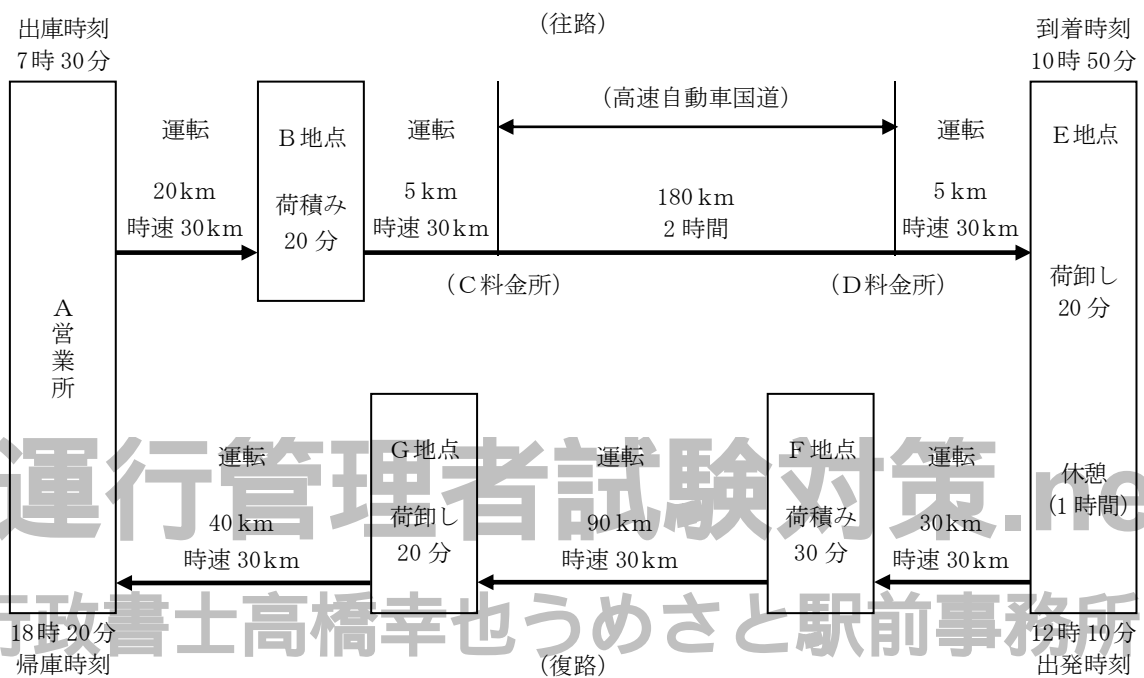 (往路)
出庫時刻
7時30分
到着時刻
10時50分
(高速自動車国道)
運転
20km
時速30km
B地点
荷積み
20分
運転
5km
時速30km
180km
2時間
運転
5km
時速30km
E地点
荷卸し
20分
(C料金所)
(D料金所)
A営業所
運転
40km
時速30km
G地点
荷卸し
20分
運転
90km
時速30km
F地点
荷積み
30分
運転
30km
時速30km
休憩
(1時間)
運行管理者試験対策.ne
行政書士高橋幸也うめさと駅前事務所
18時20分
帰庫時刻
(復路)
12時10分
出発時刻